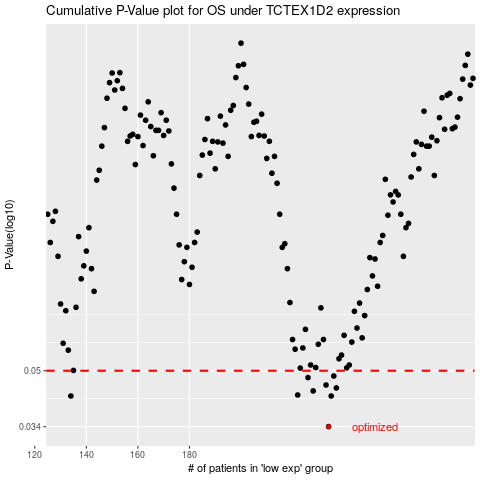 Cumulative P-Value plot for OS under TCTEX1D2 expression
P-Value(log10)
0.05
0.034
optimized
120 140 160 180
# of patients in 'low exp' group